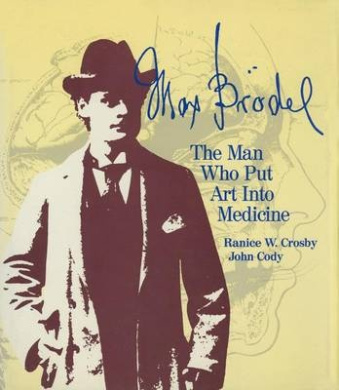 Max Brödel
The Man
Who Put
Art Into
Medicine
Ranice W. Crosby
John Cody